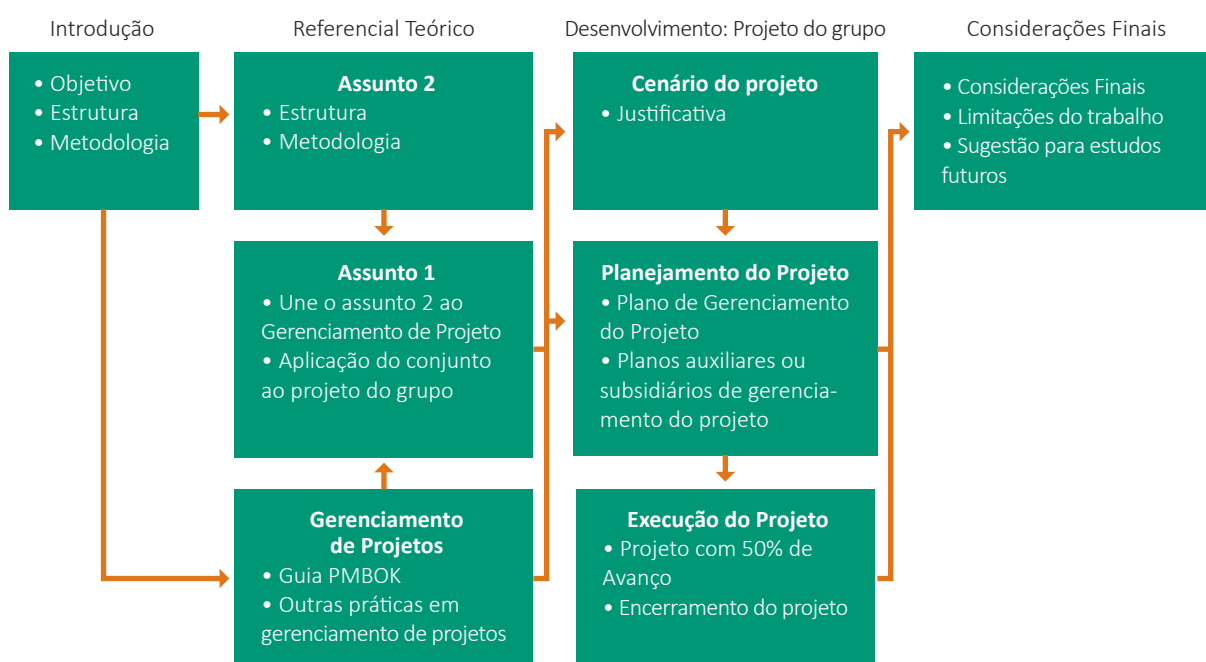 Introdução
Referencial Teórico
Desenvolvimento: Projeto do grupo
Considerações Finais
• Objetivo
• Estrutura
• Metodologia
Assunto 2
• Estrutura
• Metodologia
Assunto 1
• Une o assunto 2 ao
Gerenciamento de Projeto
• Aplicação do conjunto
ao projeto do grupo
Gerenciamento
de Projetos
• Guia PMBOK
• Outras práticas em
gerenciamento de projetos
Cenário do projeto
• Justificativa
Planejamento do Projeto
• Plano de Gerenciamento
do Projeto
• Planos auxiliares ou
subsidiários de gerencia-
mento do projeto
Execução do Projeto
• Projeto com 50% de
Avanço
• Encerramento do projeto
• Considerações Finais
• Limitações do trabalho
• Sugestão para estudos
futuros